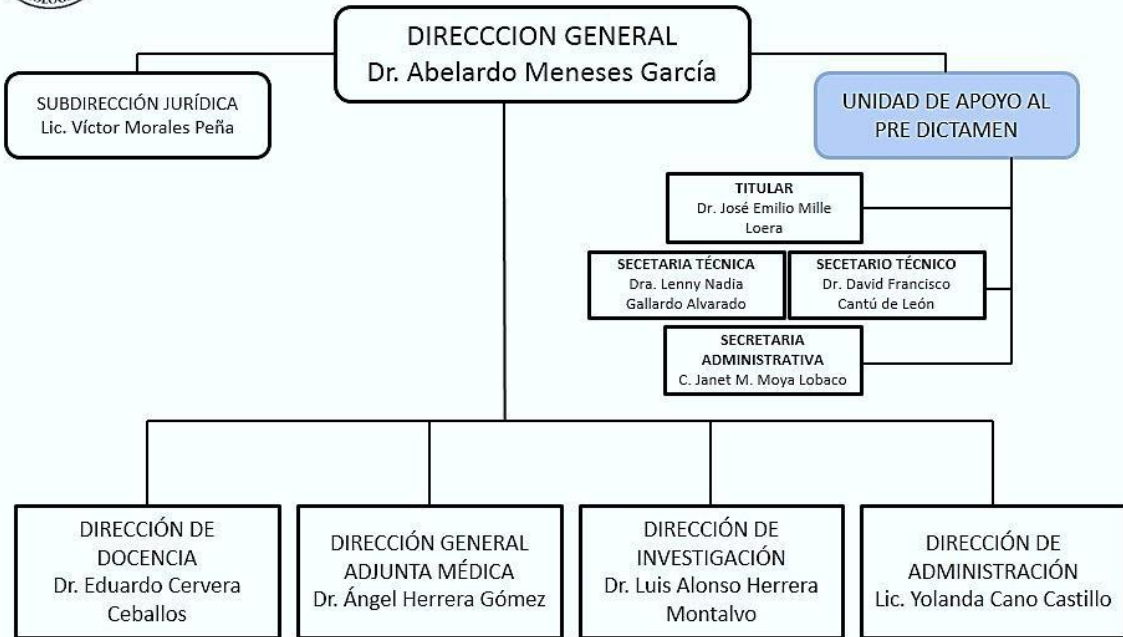 DIRECCCION GENERAL
Dr. Abelardo Meneses García
SUBDIRECCIÓN JURÍDICA
Lic. Víctor Morales Peña
UNIDAD DE APOYO AL
PRE DICTAMEN
TITULAR
Dr. José Emilio Mille
Loera
SECETARIA TÉCNICA
Dra. Lenny Nadia
Gallardo Alvarado
SECETARIO TÉCNICO
Dr. David Francisco
Cantú de León
SECRETARIA
ADMINISTRATIVA
C. Janet M. Moya Lobaco
DIRECCIÓN DE
DOCENCIA
Dr. Eduardo Cervera
Ceballos
DIRECCIÓN GENERAL
ADJUNTA MÉDICA
Dr. Ángel Herrera Gómez
DIRECCIÓN DE
INVESTIGACIÓN
Dr. Luis Alonso Herrera
Montalvo
DIRECCIÓN DE
ADMINISTRACIÓN
Lic. Yolanda Cano Castillo